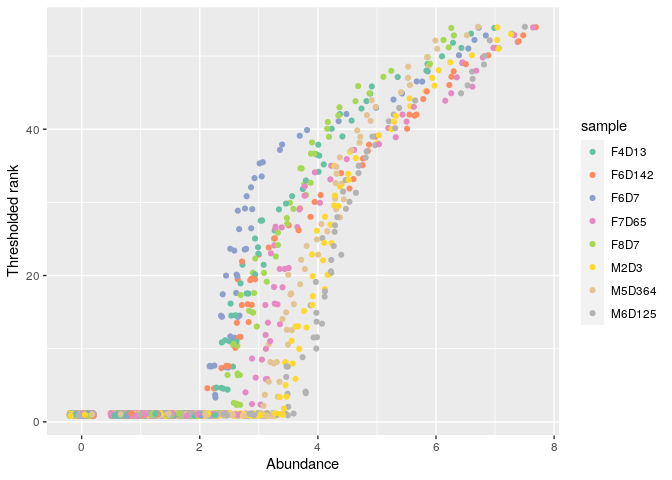 40
20
0
Thresholded rank
0 2 4 6 8
Abundance
sample
F4D13
F6D142
F6D7
F7D65
F8D7
M2D3
M5D364
M6D125